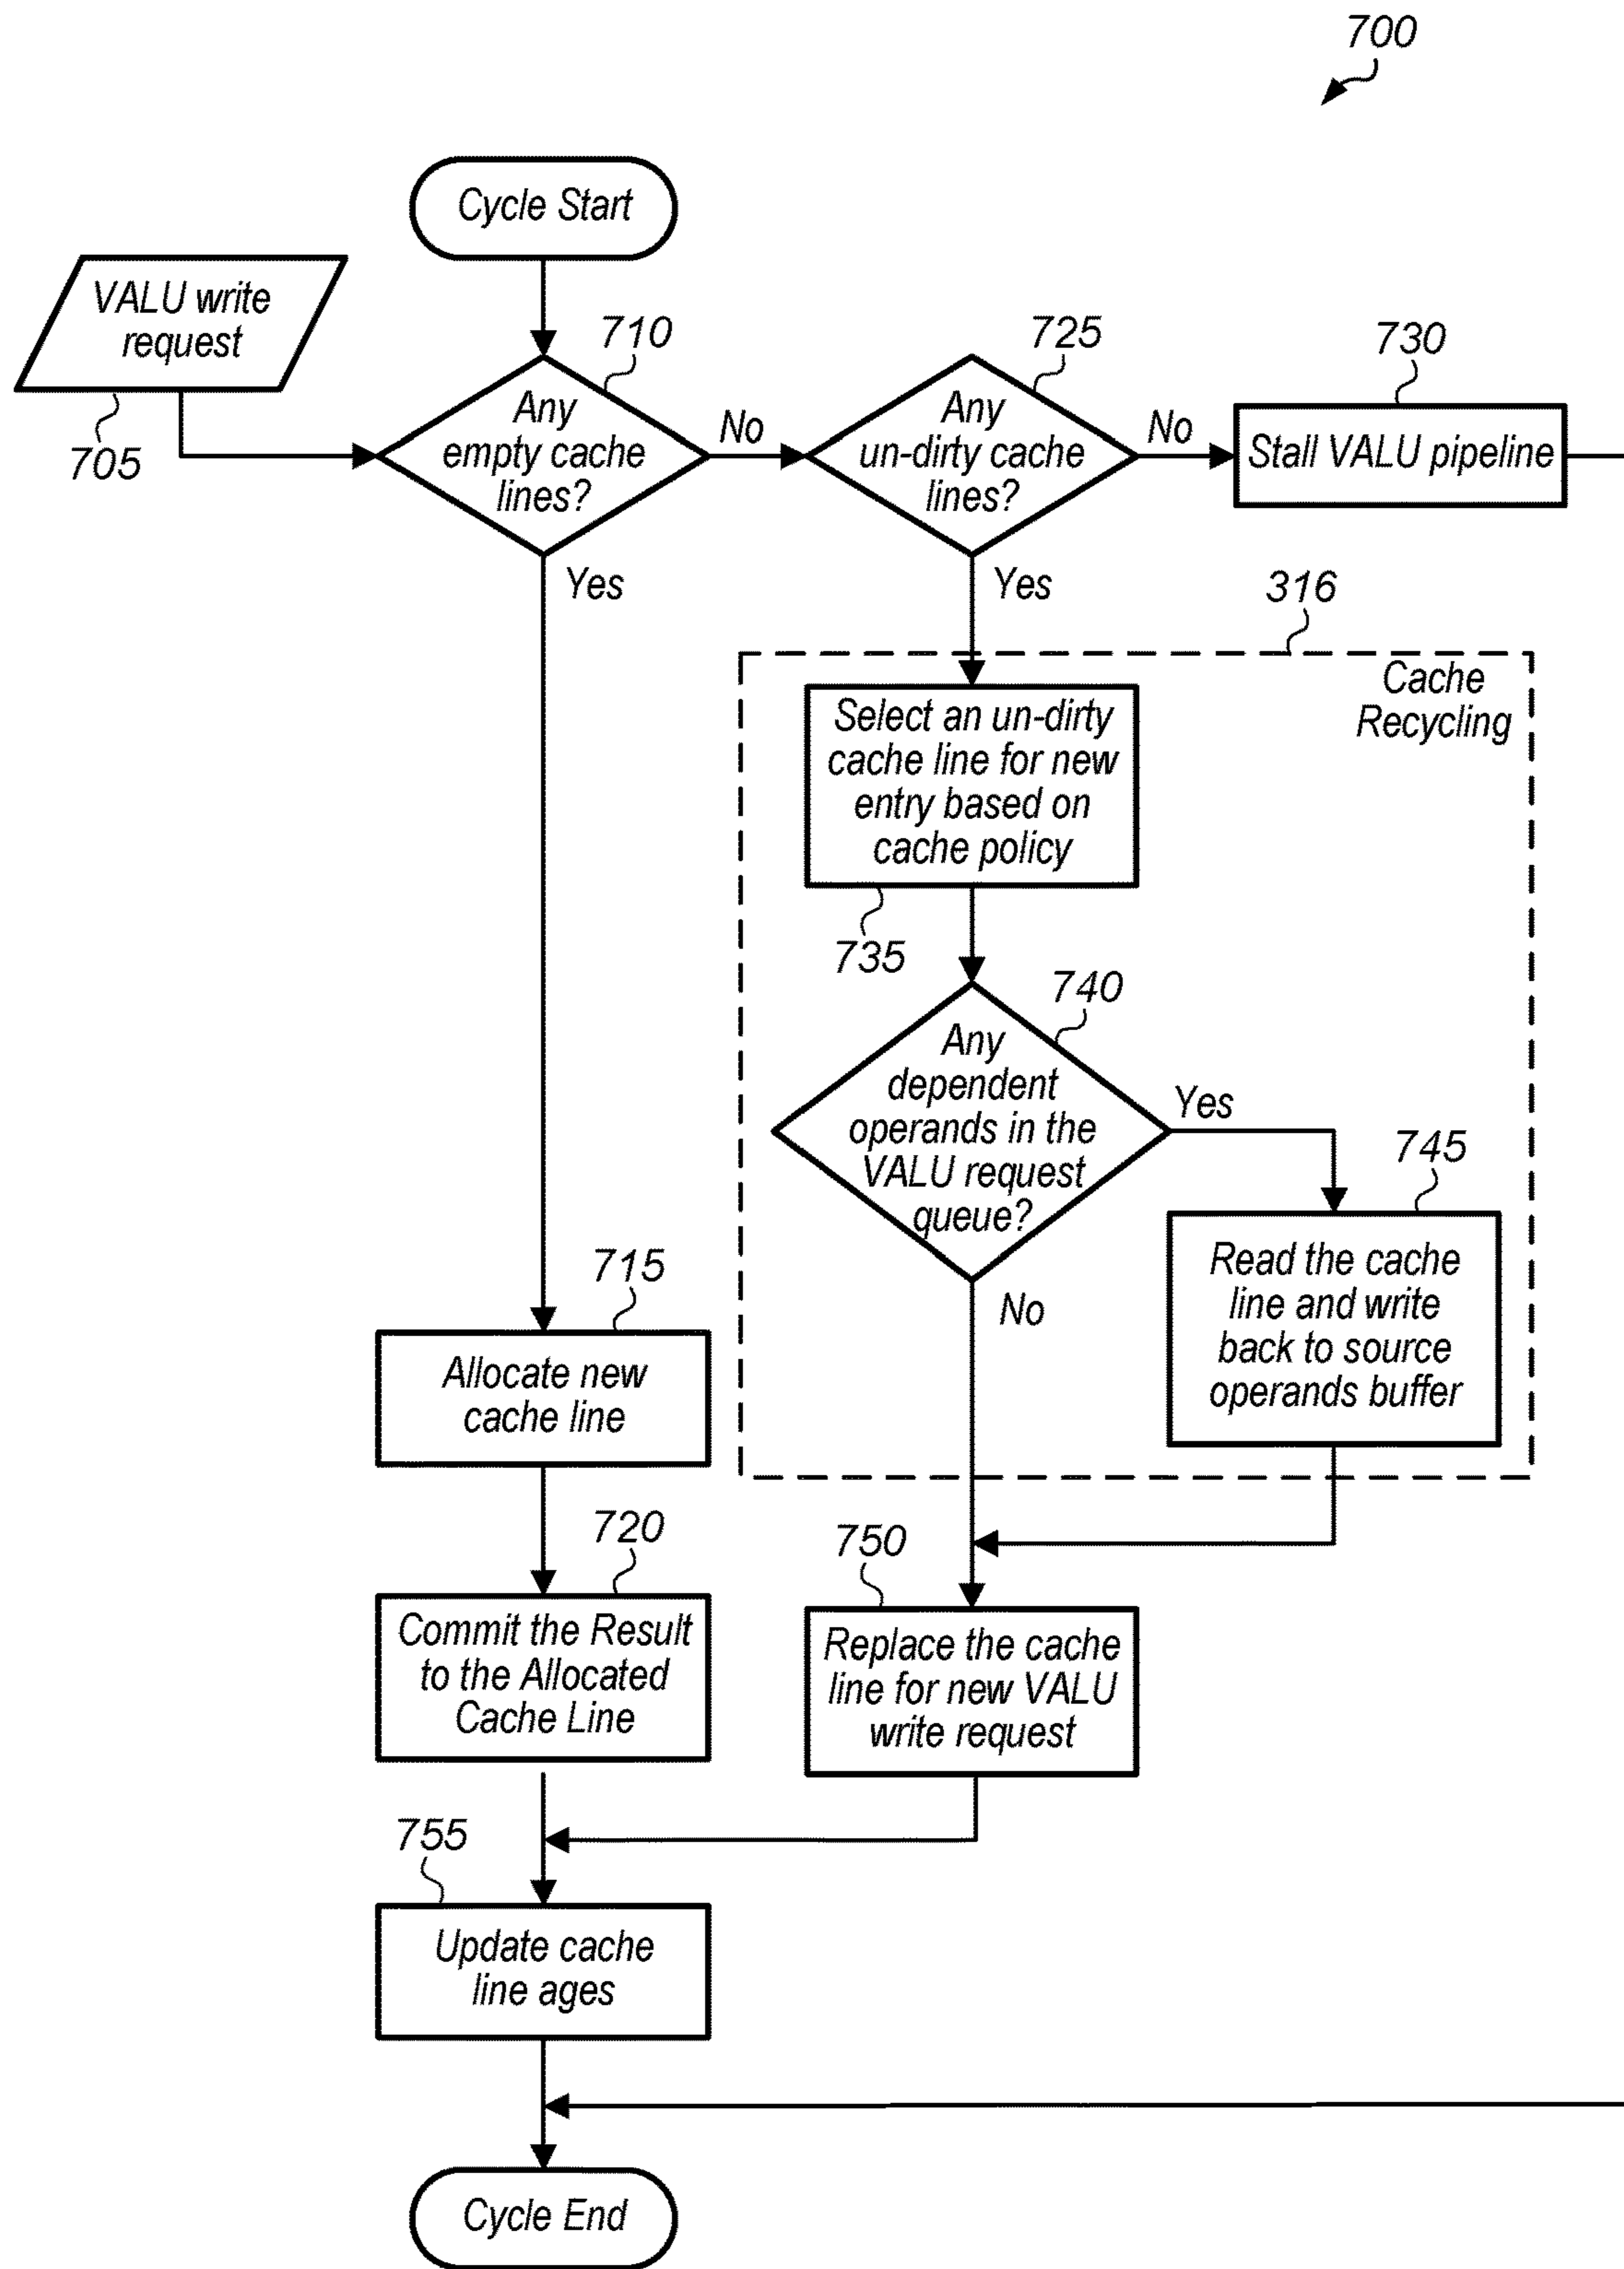 700
Cycle Start
VALU write
request
705
710
Any
empty cache
lines?
No
Yes
725
Any
un-dirty cache
lines?
No
Yes
730
Stall VALU pipeline
316
Cache
Recycling
Select an un-dirty
cache line for new
entry based on
cache policy
735
740
Any
dependent
operands in the
VALU request
queue?
Yes
No
745
Read the cache
line and write
back to source
operands buffer
715
Allocate new
cache line
720
Commit the Result
to the Allocated
Cache Line
750
Replace the cache
line for new VALU
write request
755
Update cache
line ages
Cycle End